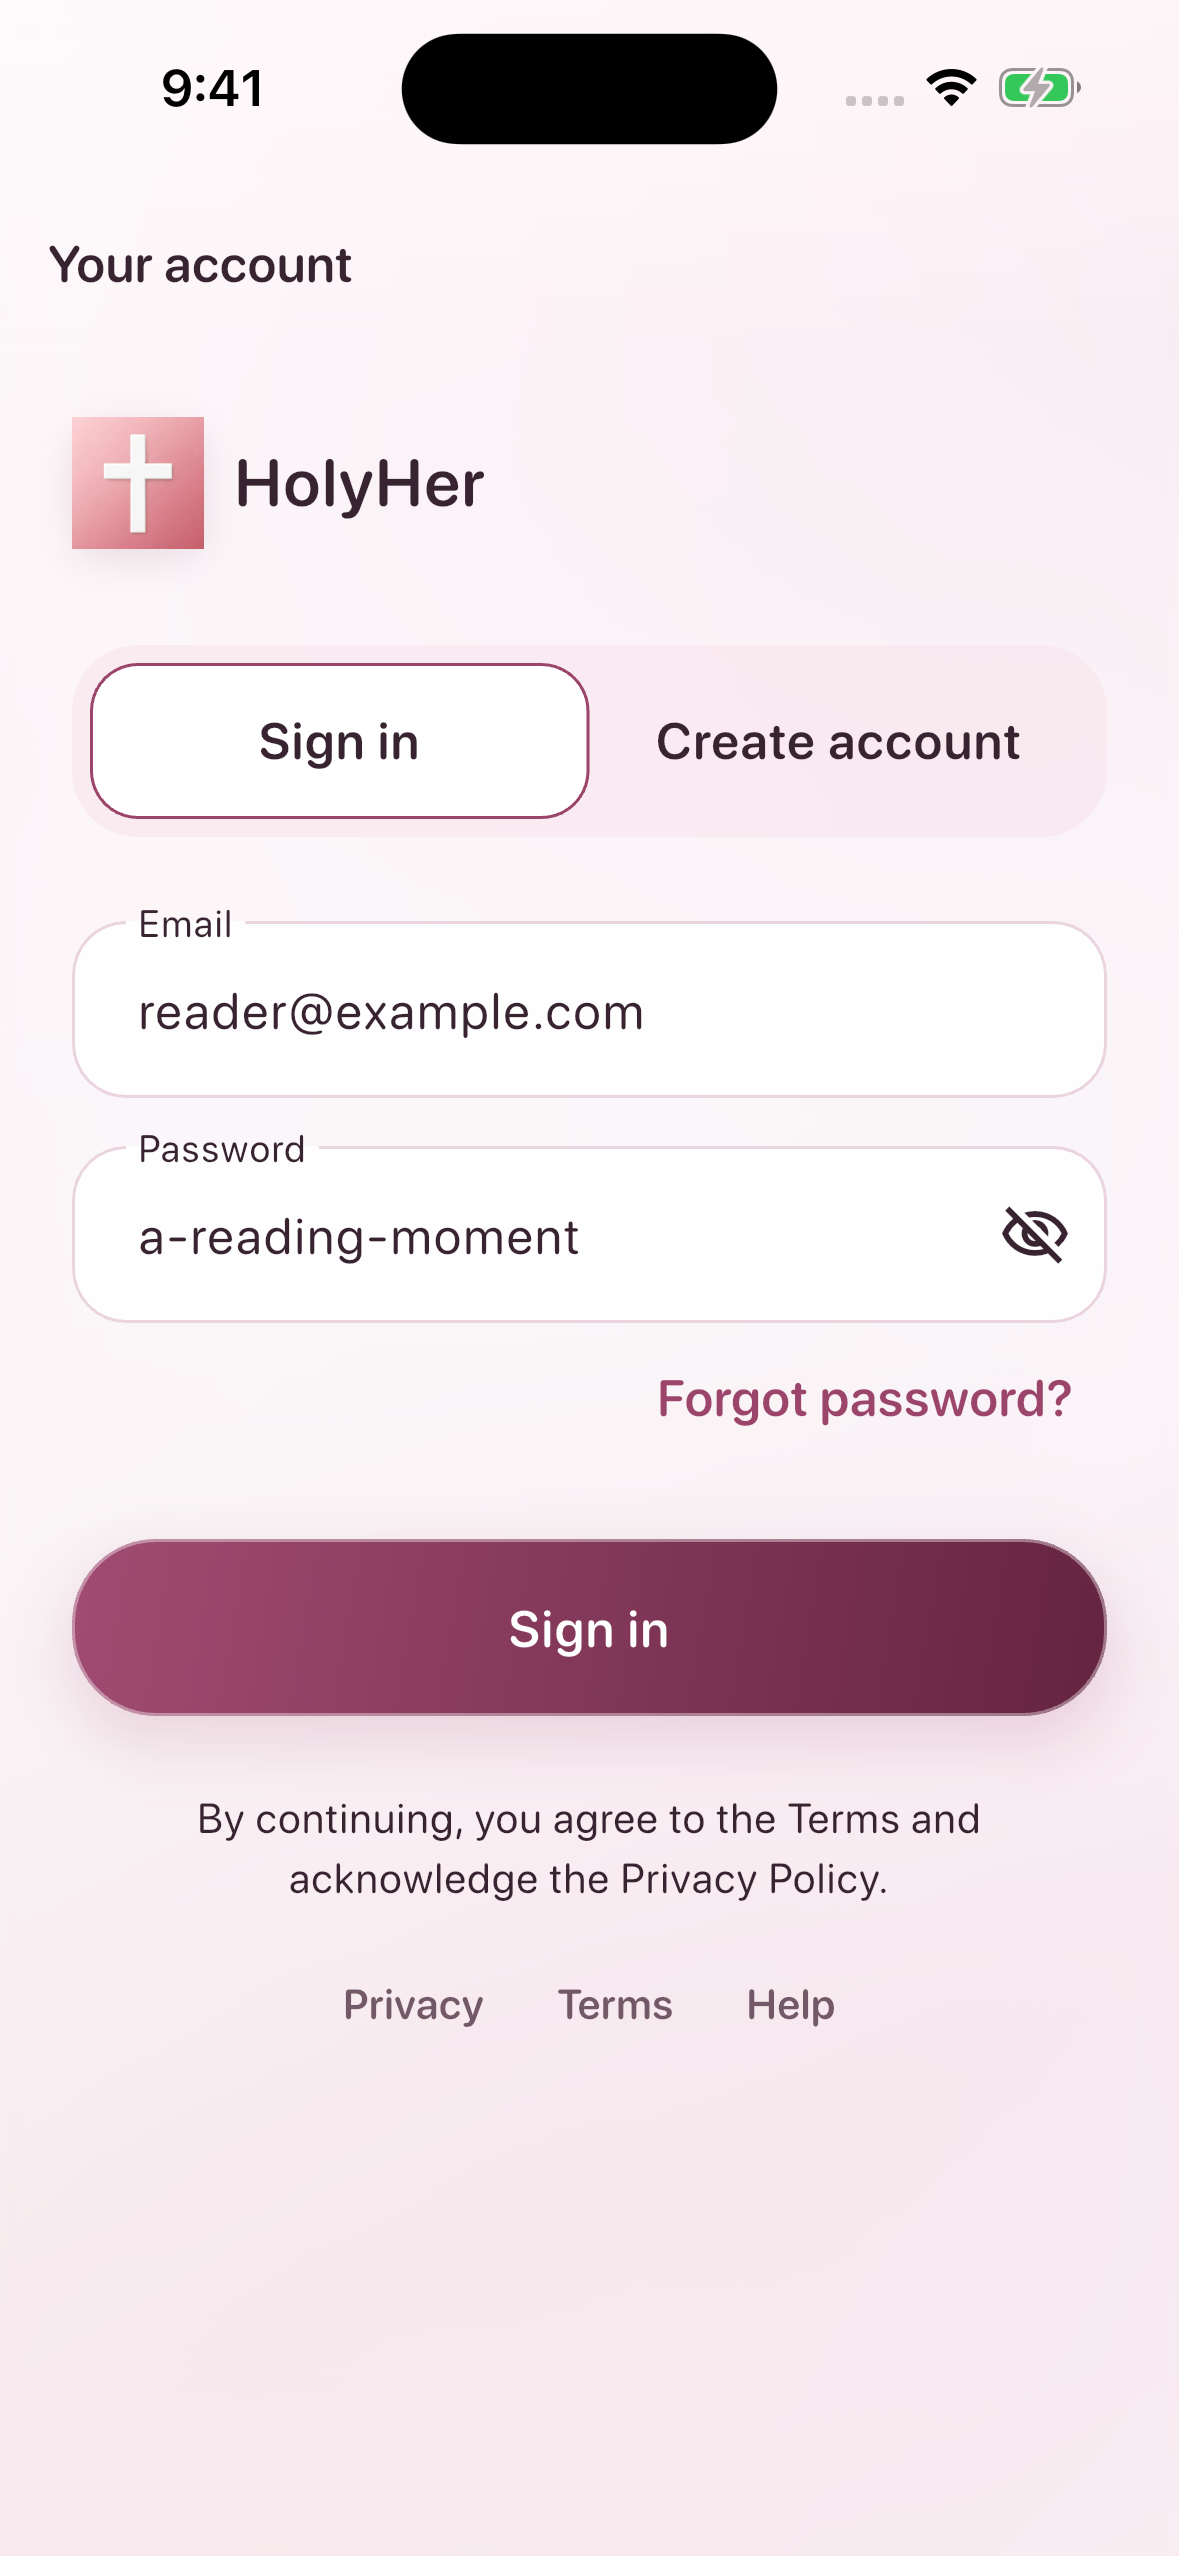 9:41
Your account
HolyHer
Sign in
Create account
Email
reader@example.com
Password
a-reading-moment
Forgot password?
Sign in
By continuing, you agree to the Terms and
acknowledge the Privacy Policy.
Privacy
Terms
Help